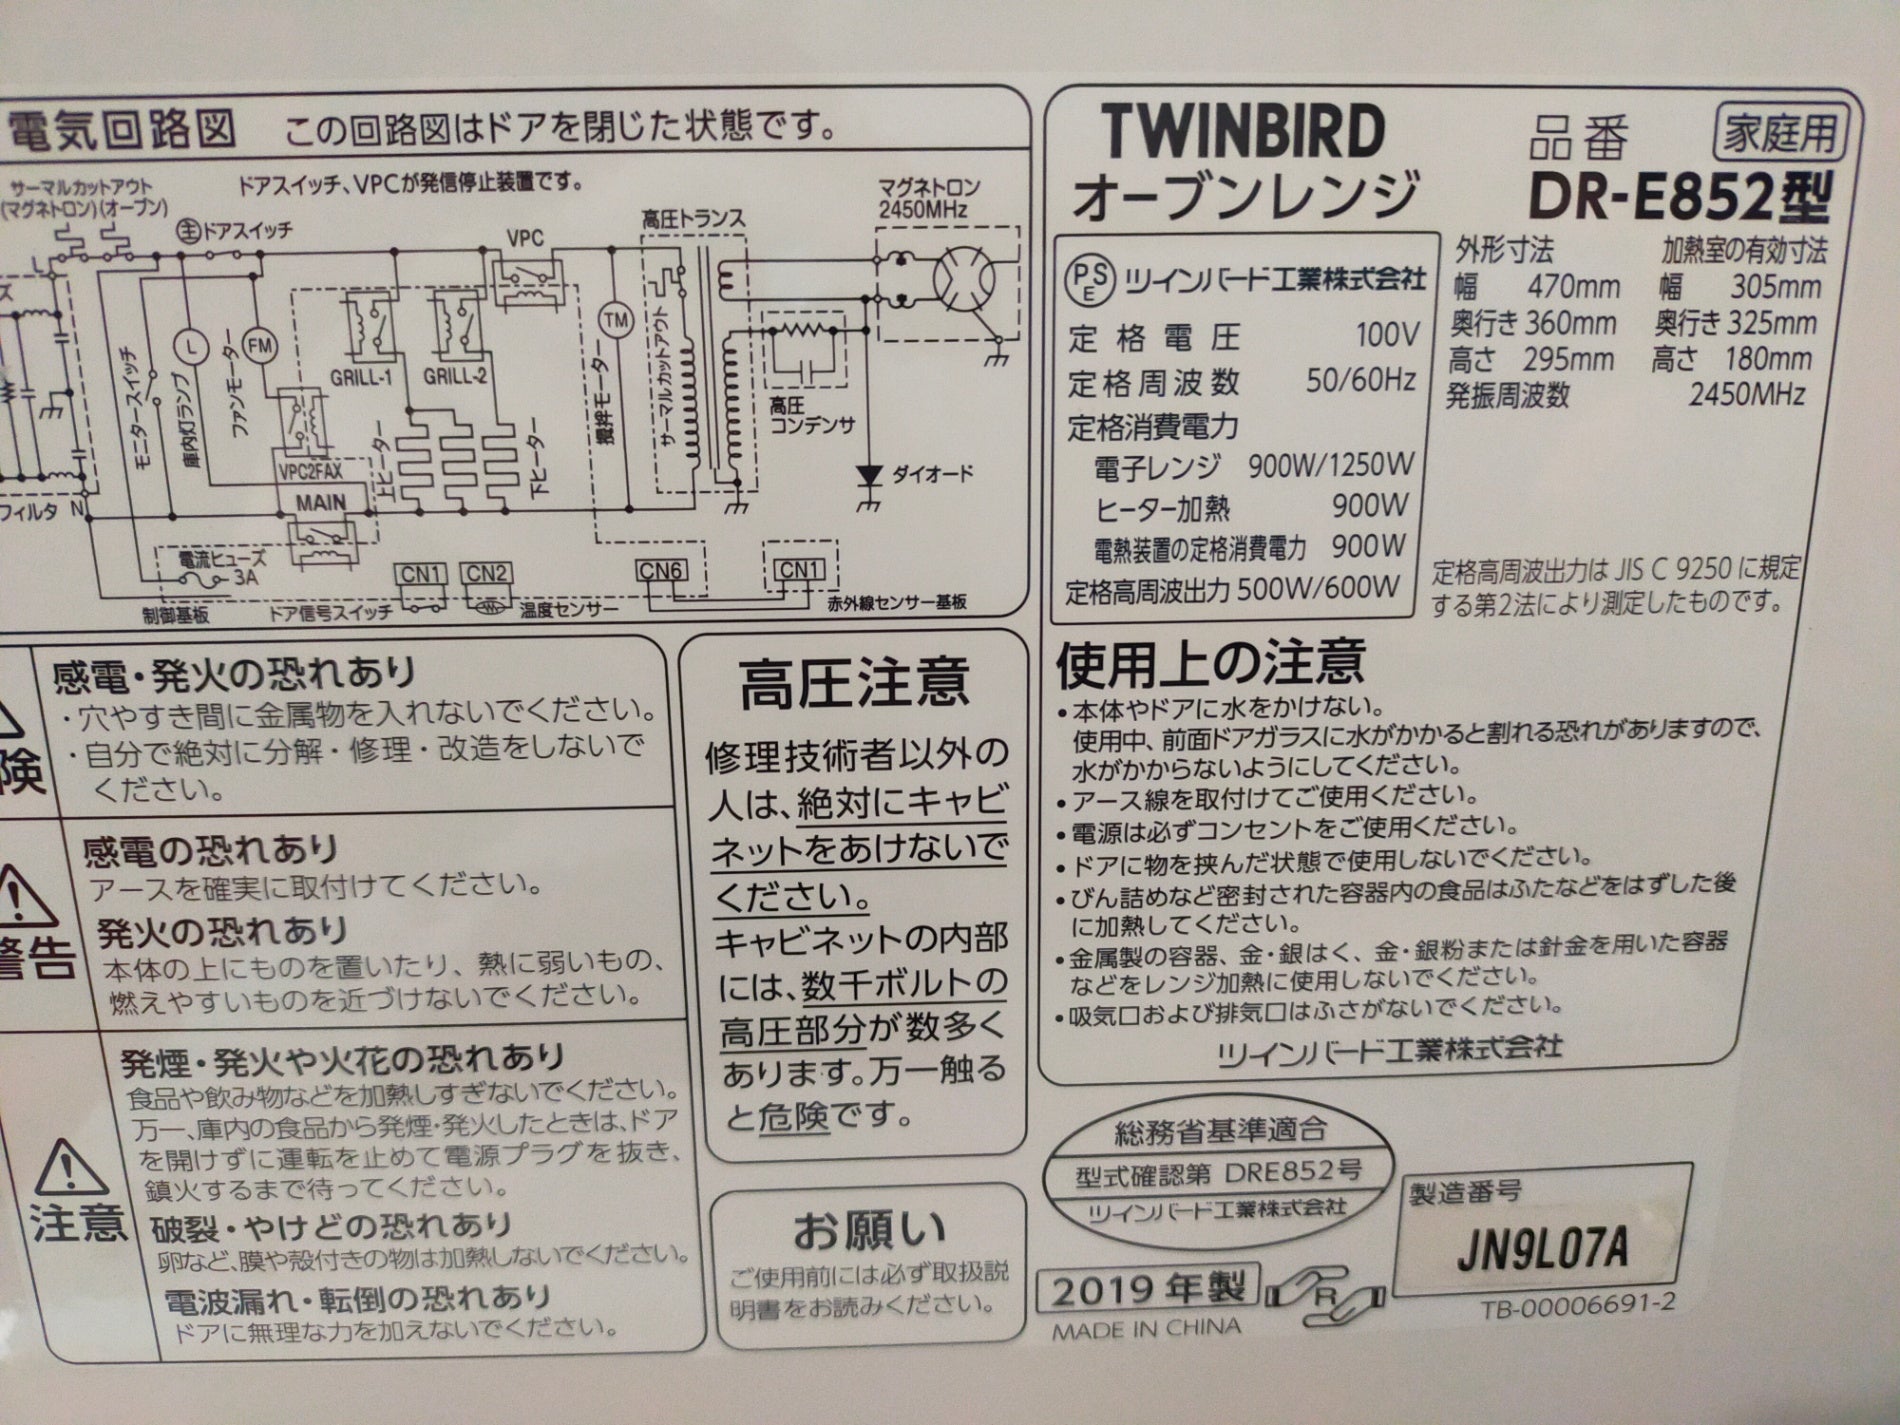 電気回路図 この回路図はドアを閉じた状態です。
サーマルカットアウト
(マグネトロン)(オーブン)
ドアスイッチ、VPCが発信停止装置です。
主 ドアスイッチ
VPC
高圧トランス
マグネトロン
2450MHz
L
ズ
モニタースイッチ
L
庫内灯ランプ
FM
ファンモーター
GRILL-1
GRILL-2
TM
撹拌モーター
サーマルカットアウト
高圧
コンデンサ
VPC2FAX
上ヒーター
下ヒーター
ダイオード
フィルタ N
MAIN
電流ヒューズ
3A
制御基板
ドア信号スイッチ
CN1
CN2
温度センサー
CN6
CN1
赤外線センサー基板
険
感電・発火の恐れあり
・穴やすき間に金属物を入れないでください。
・自分で絶対に分解・修理・改造をしないで
ください。
警告
感電の恐れあり
アースを確実に取付けてください。
発火の恐れあり
本体の上にものを置いたり、熱に弱いもの、
燃えやすいものを近づけないでください。
注意
発煙・発火や火花の恐れあり
食品や飲み物などを加熱しすぎないでください。
万一、庫内の食品から発煙・発火したときは、ドア
を開けずに運転を止めて電源プラグを抜き、
鎮火するまで待ってください。
破裂・やけどの恐れあり
卵など、膜や殻付きの物は加熱しないでください。
電波漏れ・転倒の恐れあり
ドアに無理な力を加えないでください。
高圧注意
修理技術者以外の
人は、絶対にキャビ
ネットをあけないで
ください。
キャビネットの内部
には、数千ボルトの
高圧部分が数多く
あります。万一触る
と危険です。
お願い
ご使用前には必ず取扱説
明書をお読みください。
TWINBIRD
オーブンレンジ
品番 家庭用
DR-E852型
PSE ツインバード工業株式会社
定格電圧 100V
定格周波数 50/60Hz
定格消費電力
電子レンジ 900W/1250W
ヒーター加熱 900W
電熱装置の定格消費電力 900W
定格高周波出力 500W/600W
外形寸法 加熱室の有効寸法
幅 470mm 幅 305mm
奥行き 360mm 奥行き 325mm
高さ 295mm 高さ 180mm
発振周波数 2450MHz
定格高周波出力は JIS C 9250 に規定
する第2法により測定したものです。
使用上の注意
•本体やドアに水をかけない。
使用中、前面ドアガラスに水がかかると割れる恐れがありますので、
水がかからないようにしてください。
•アース線を取付けてご使用ください。
•電源は必ずコンセントをご使用ください。
•ドアに物を挟んだ状態で使用しないでください。
•びん詰めなど密封された容器内の食品はふたなどをはずした後
に加熱してください。
•金属製の容器、金・銀はく、金・銀粉または針金を用いた容器
などをレンジ加熱に使用しないでください。
•吸気口および排気口はふさがないでください。
ツインバード工業株式会社
総務省基準適合
型式確認第 DRE852号
ツインバード工業株式会社
2019年製
R
MADE IN CHINA
製造番号
JN9L07A
TB-00006691-2